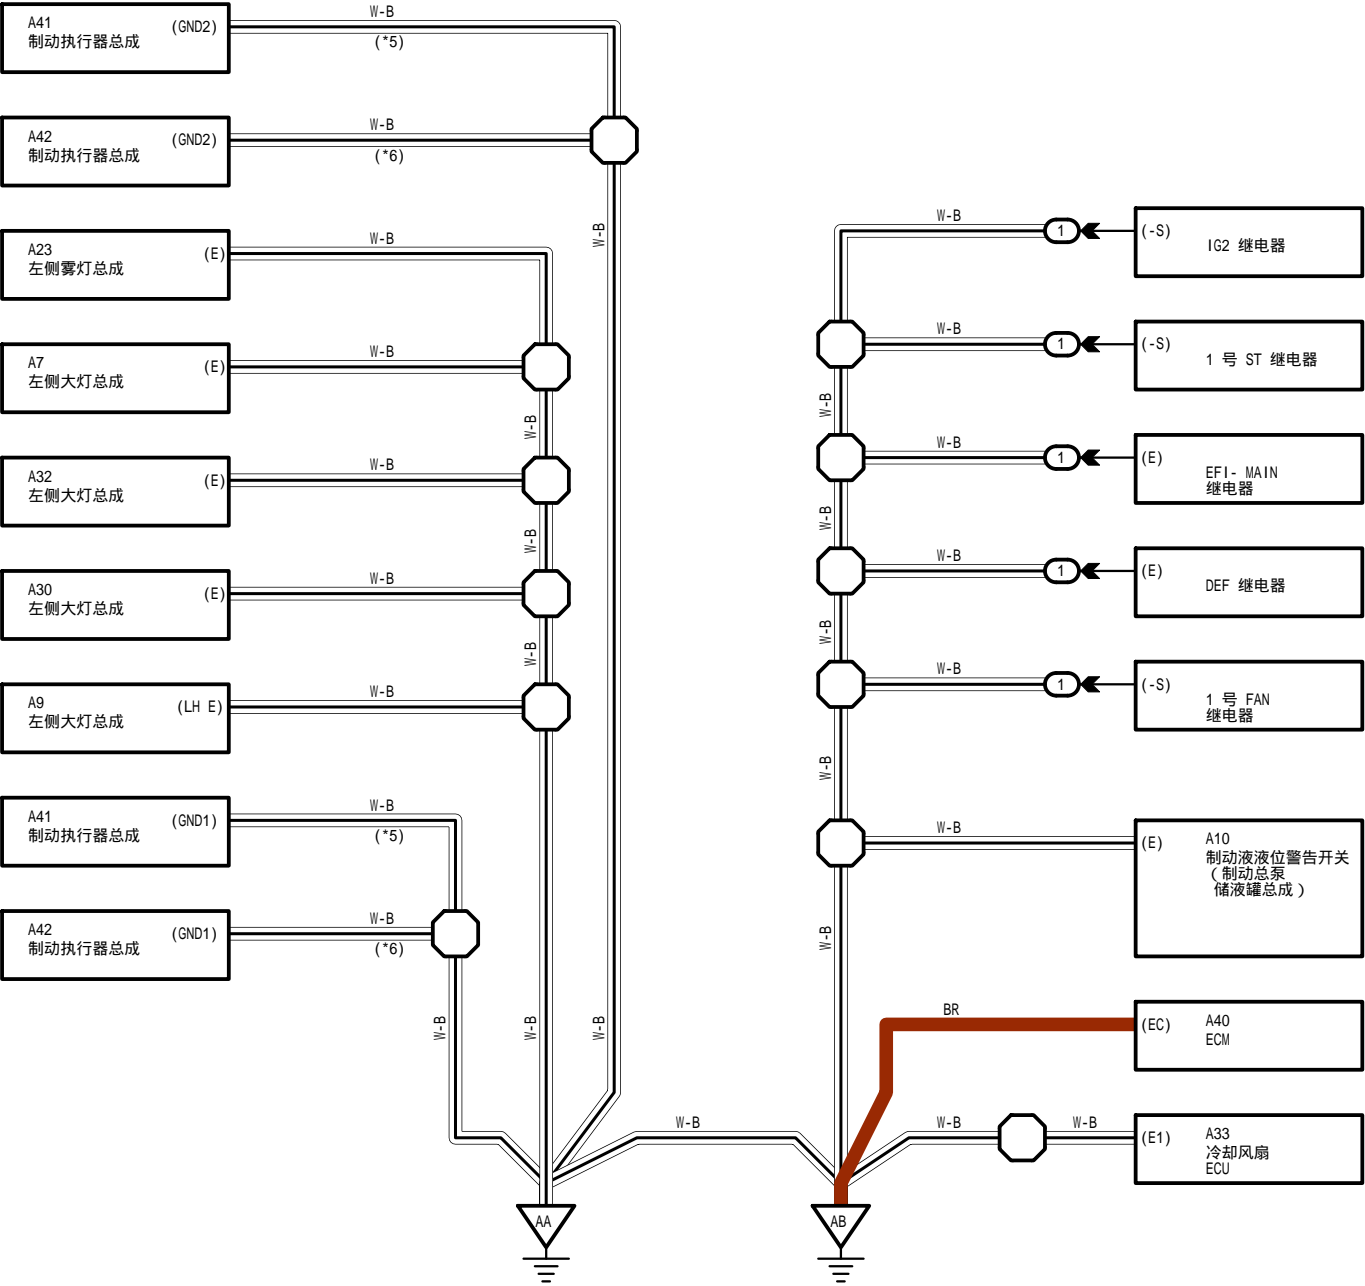 A41
制动执行器总成
(GND2)
W-B
(*5)
A42
制动执行器总成
(GND2)
W-B
(*6)
W-B
A23
左侧雾灯总成
(E)
W-B
A7
左侧大灯总成
(E)
W-B
W-B
A32
左侧大灯总成
(E)
W-B
W-B
A30
左侧大灯总成
(E)
W-B
W-B
A9
左侧大灯总成
(LH E)
W-B
A41
制动执行器总成
(GND1)
W-B
(*5)
A42
制动执行器总成
(GND1)
W-B
(*6)
W-B
W-B
W-B
W-B
1
(-S)
IG2 继电器
W-B
1
(-S)
1 号 ST 继电器
W-B
W-B
1
(E)
EFI- MAIN
继电器
W-B
W-B
1
(E)
DEF 继电器
W-B
W-B
1
(-S)
1 号 FAN
继电器
W-B
W-B
(E)
A10
制动液液位警告开关
(制动总泵
储液罐总成)
W-B
BR
(EC)
A40
ECM
W-B
W-B
W-B
(E1)
A33
冷却风扇
ECU
AA
AB